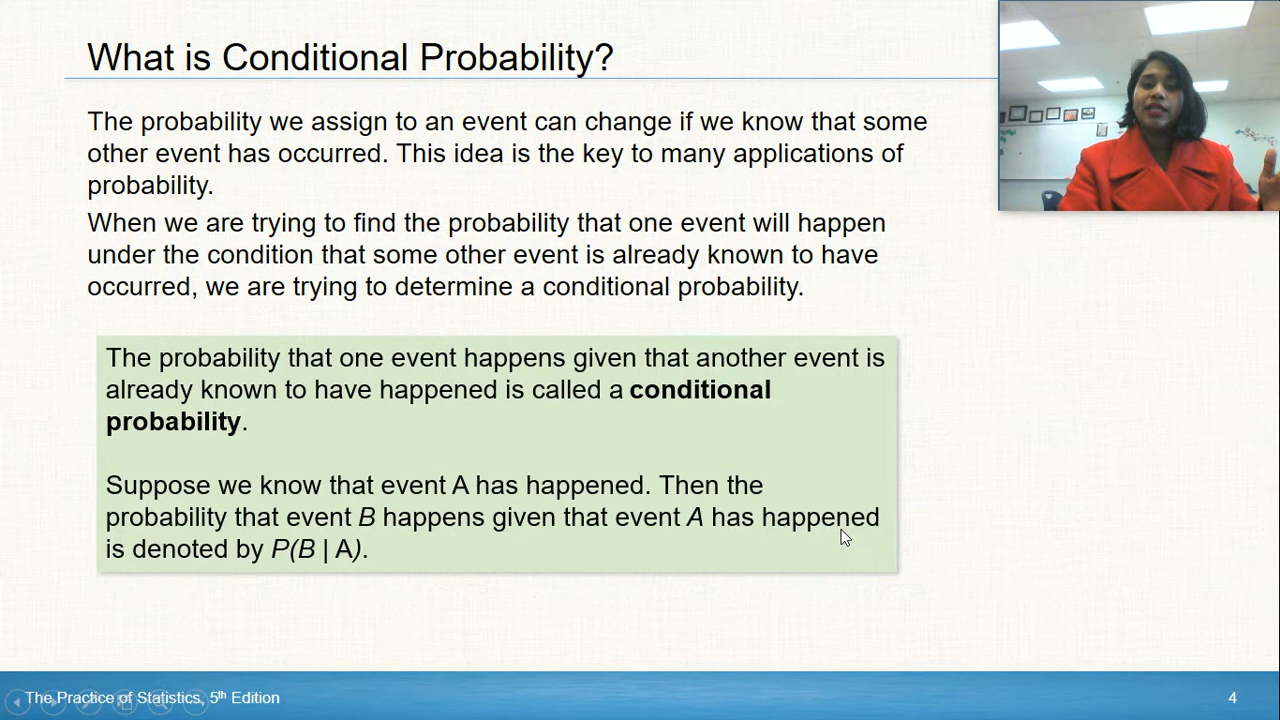 What is Conditional Probability?
The probability we assign to an event can change if we know that some
other event has occurred. This idea is the key to many applications of
probability.
When we are trying to find the probability that one event will happen
under the condition that some other event is already known to have
occurred, we are trying to determine a conditional probability.
The probability that one event happens given that another event is
already known to have happened is called a conditional
probability.
Suppose we know that event A has happened. Then the
probability that event B happens given that event A has happened
is denoted by P(B | A).
The Practice of Statistics, 5th Edition
4